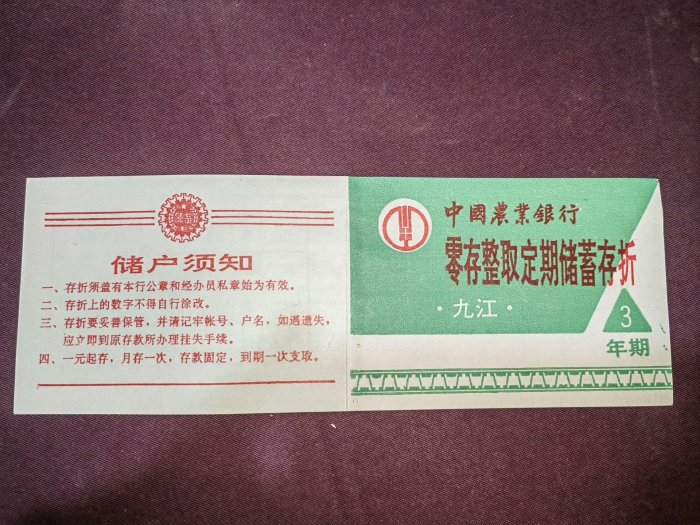 储户须知
一、存折须盖有本行公章和经办员私章始为有效。
二、存折上的数字不得自行涂改。
三、存折要妥善保管，并请记牢帐号、户名，如遇遗失，
应立即到原存款所办理挂失手续。
四、一元起存，月存一次，存款固定，到期一次支取。
中國農業銀行
零存整取定期储蓄存折
·九江·
3
年期